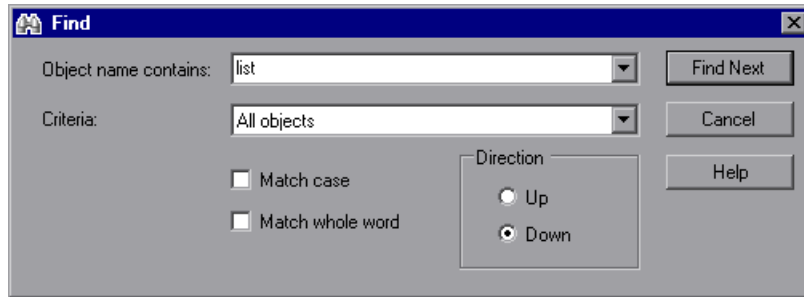 Find
Object name contains: list Find Next
Criteria: All objects Cancel
Direction Help
Match case
Up
Match whole word
Down